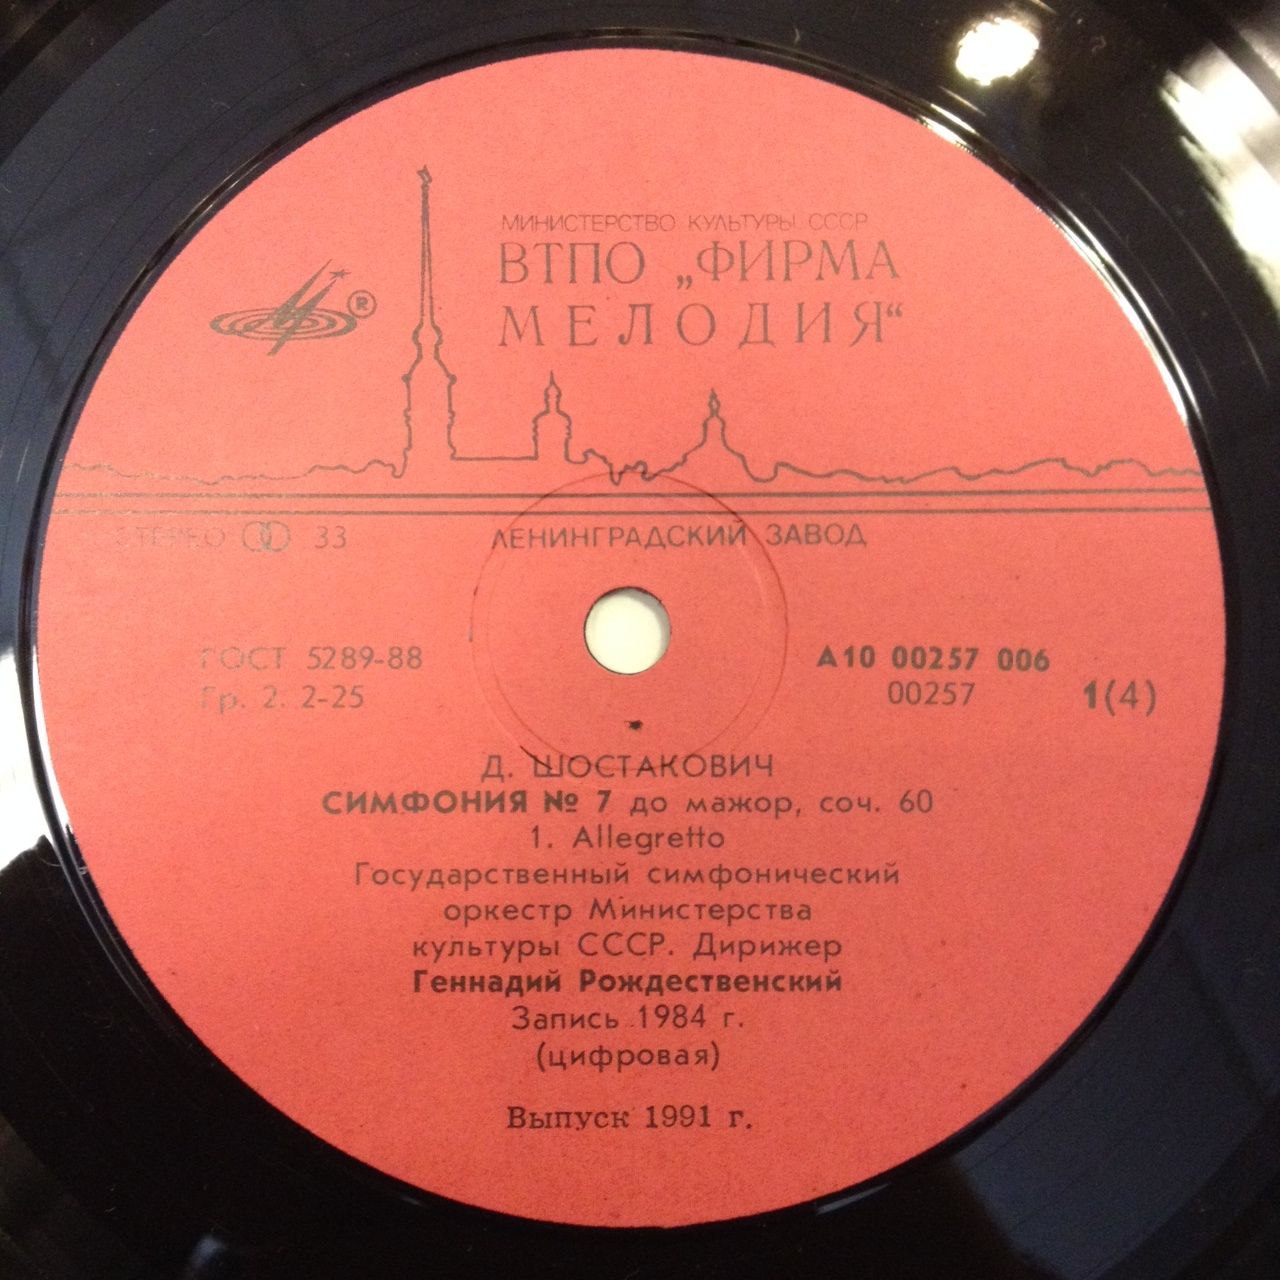 МИНИСТЕРСТВО КУЛЬТУРЫ СССР
ВТПО „ФИРМА
МЕЛОДИЯ“
®
СТЕРЕО 33
ЛЕНИНГРАДСКИЙ ЗАВОД
ГОСТ 5289-88
Гр. 2. 2-25
А10 00257 006
00257
1(4)
Д. ШОСТАКОВИЧ
СИМФОНИЯ № 7 до мажор, соч. 60
1. Allegretto
Государственный симфонический
оркестр Министерства
культуры СССР. Дирижер
Геннадий Рождественский
Запись 1984 г.
(цифровая)
Выпуск 1991 г.